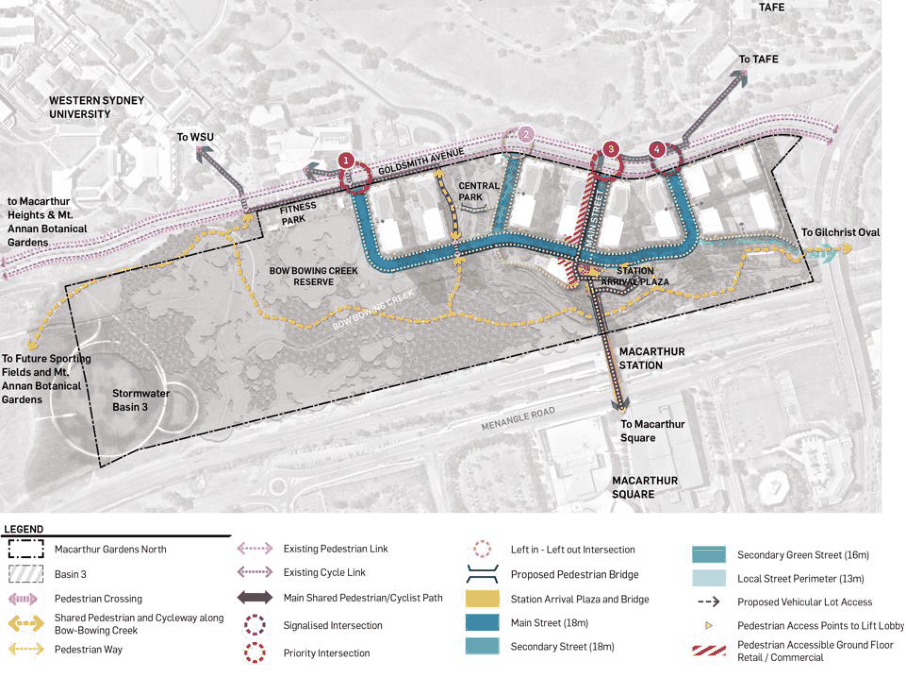 TAFE
To TAFE
WESTERN SYDNEY
UNIVERSITY
To WSU
1
2
3
4
GOLDSMITH AVENUE
to Macarthur
Heights & Mt.
Annan Botanical
Gardens
FITNESS
PARK
CENTRAL
PARK
MAIN STREET
To Gilchrist Oval
BOW BOWING CREEK
RESERVE
STATION
ARRIVAL PLAZA
BOW BOWING CREEK
To Future Sporting
Fields and Mt.
Annan Botanical
Gardens
Stormwater
Basin 3
MACARTHUR
STATION
MENANGLE ROAD
To Macarthur
Square
MACARTHUR
SQUARE
LEGEND
Macarthur Gardens North
Basin 3
Pedestrian Crossing
Shared Pedestrian and Cycleway along
Bow-Bowing Creek
Pedestrian Way
Existing Pedestrian Link
Existing Cycle Link
Main Shared Pedestrian/Cyclist Path
Signalised Intersection
Priority Intersection
Left in - Left out Intersection
Proposed Pedestrian Bridge
Station Arrival Plaza and Bridge
Main Street (18m)
Secondary Street (18m)
Secondary Green Street (16m)
Local Street Perimeter (13m)
Proposed Vehicular Lot Access
Pedestrian Access Points to Lift Lobby
Pedestrian Accessible Ground Floor
Retail / Commercial